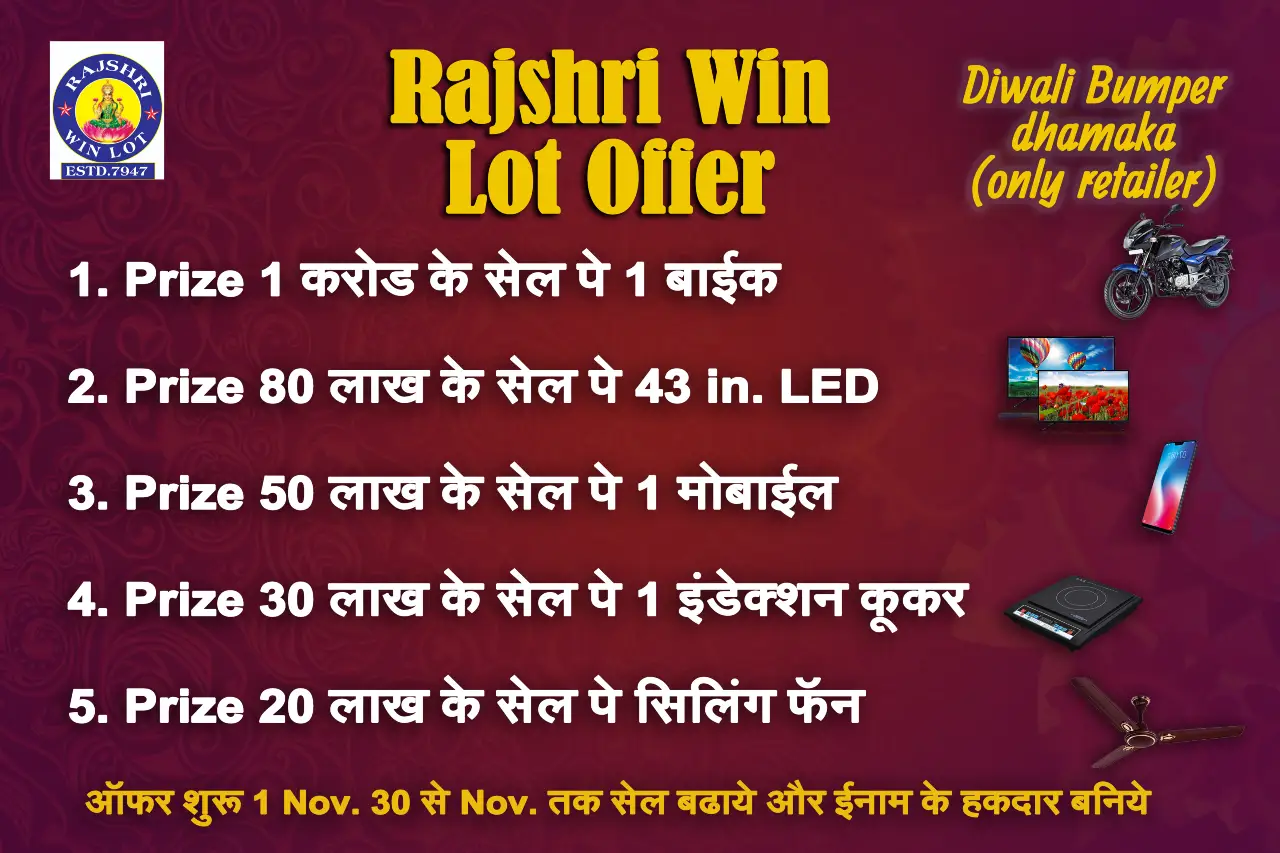 RAJSHRI
WIN LOT
ESTD.7947
Rajshri Win
Lot Offer
Diwali Bumper
dhamaka
(only retailer)
1. Prize 1 करोड के सेल पे 1 बाईक
2. Prize 80 लाख के सेल पे 43 in. LED
3. Prize 50 लाख के सेल पे 1 मोबाईल
4. Prize 30 लाख के सेल पे 1 इंडेक्शन कूकर
5. Prize 20 लाख के सेल पे सिलिंग फॅन
ऑफर शुरू 1 Nov. 30 से Nov. तक सेल बढाये और ईनाम के हकदार बनिये